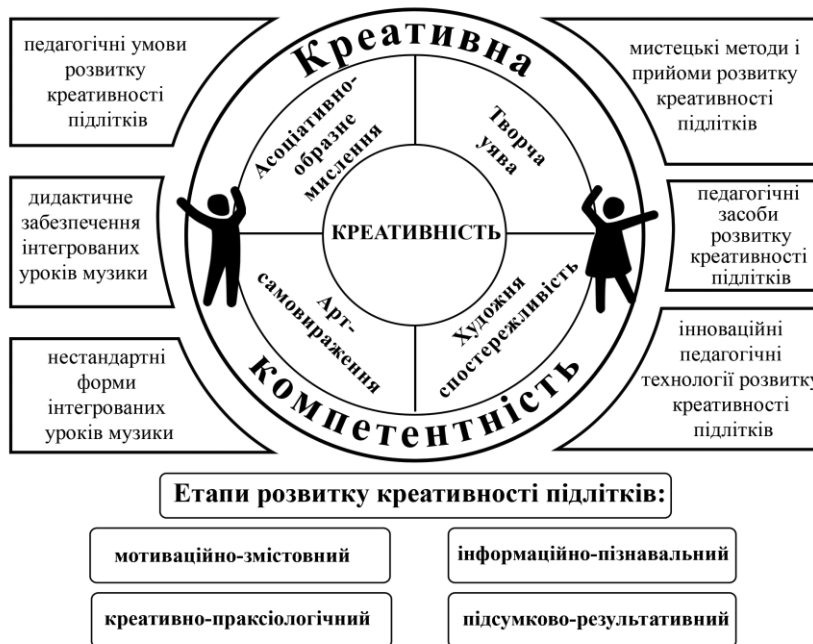 педагогічні умови
розвитку
креативності
підлітків
дидактичне
забезпечення
інтегрованих
уроків музики
нестандартні
форми
інтегрованих
уроків музики
Креативна
Асоціативно-
образне
мислення
Творча
уява
КРЕАТИВНІСТЬ
Арт-
самовираження
Художня
спостережливість
компетентність
мистецькі методи і
прийоми розвитку
креативності
підлітків
педагогічні
засоби
розвитку
креативності
підлітків
інноваційні
педагогічні
технології розвитку
креативності
підлітків
Етапи розвитку креативності підлітків:
мотиваційно-змістовний
інформаційно-пізнавальний
креативно-праксіологічний
підсумково-результативний